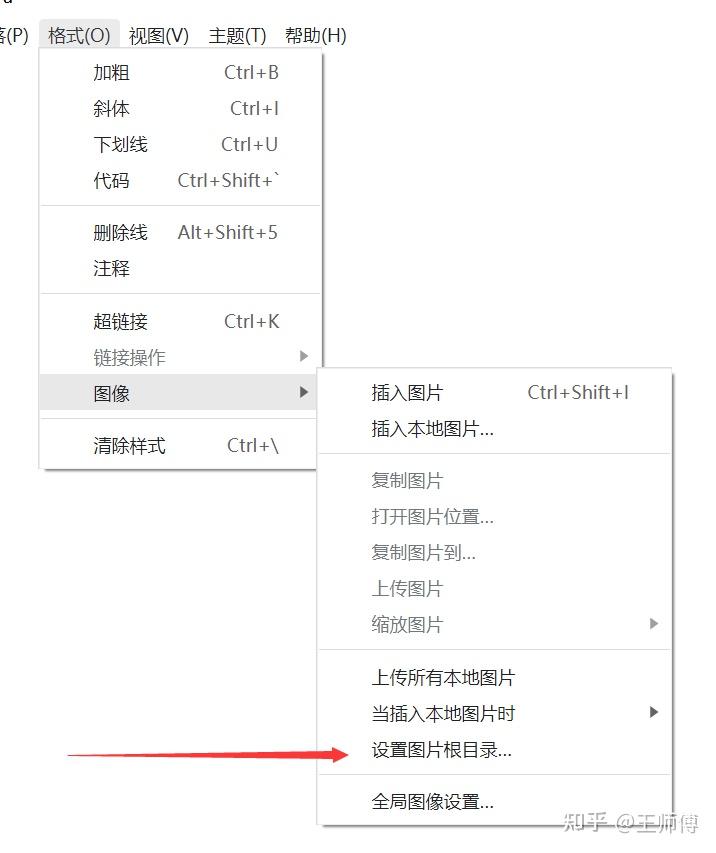 落(P) 格式(O) 视图(V) 主题(T) 帮助(H)
加粗 Ctrl+B
斜体 Ctrl+I
下划线 Ctrl+U
代码 Ctrl+Shift+`
删除线 Alt+Shift+5
注释
超链接 Ctrl+K
链接操作
图像
清除样式 Ctrl+\
插入图片 Ctrl+Shift+I
插入本地图片...
复制图片
打开图片位置...
复制图片到...
上传图片
缩放图片
上传所有本地图片
当插入本地图片时
设置图片根目录...
全局图像设置...
知乎 @王师傅